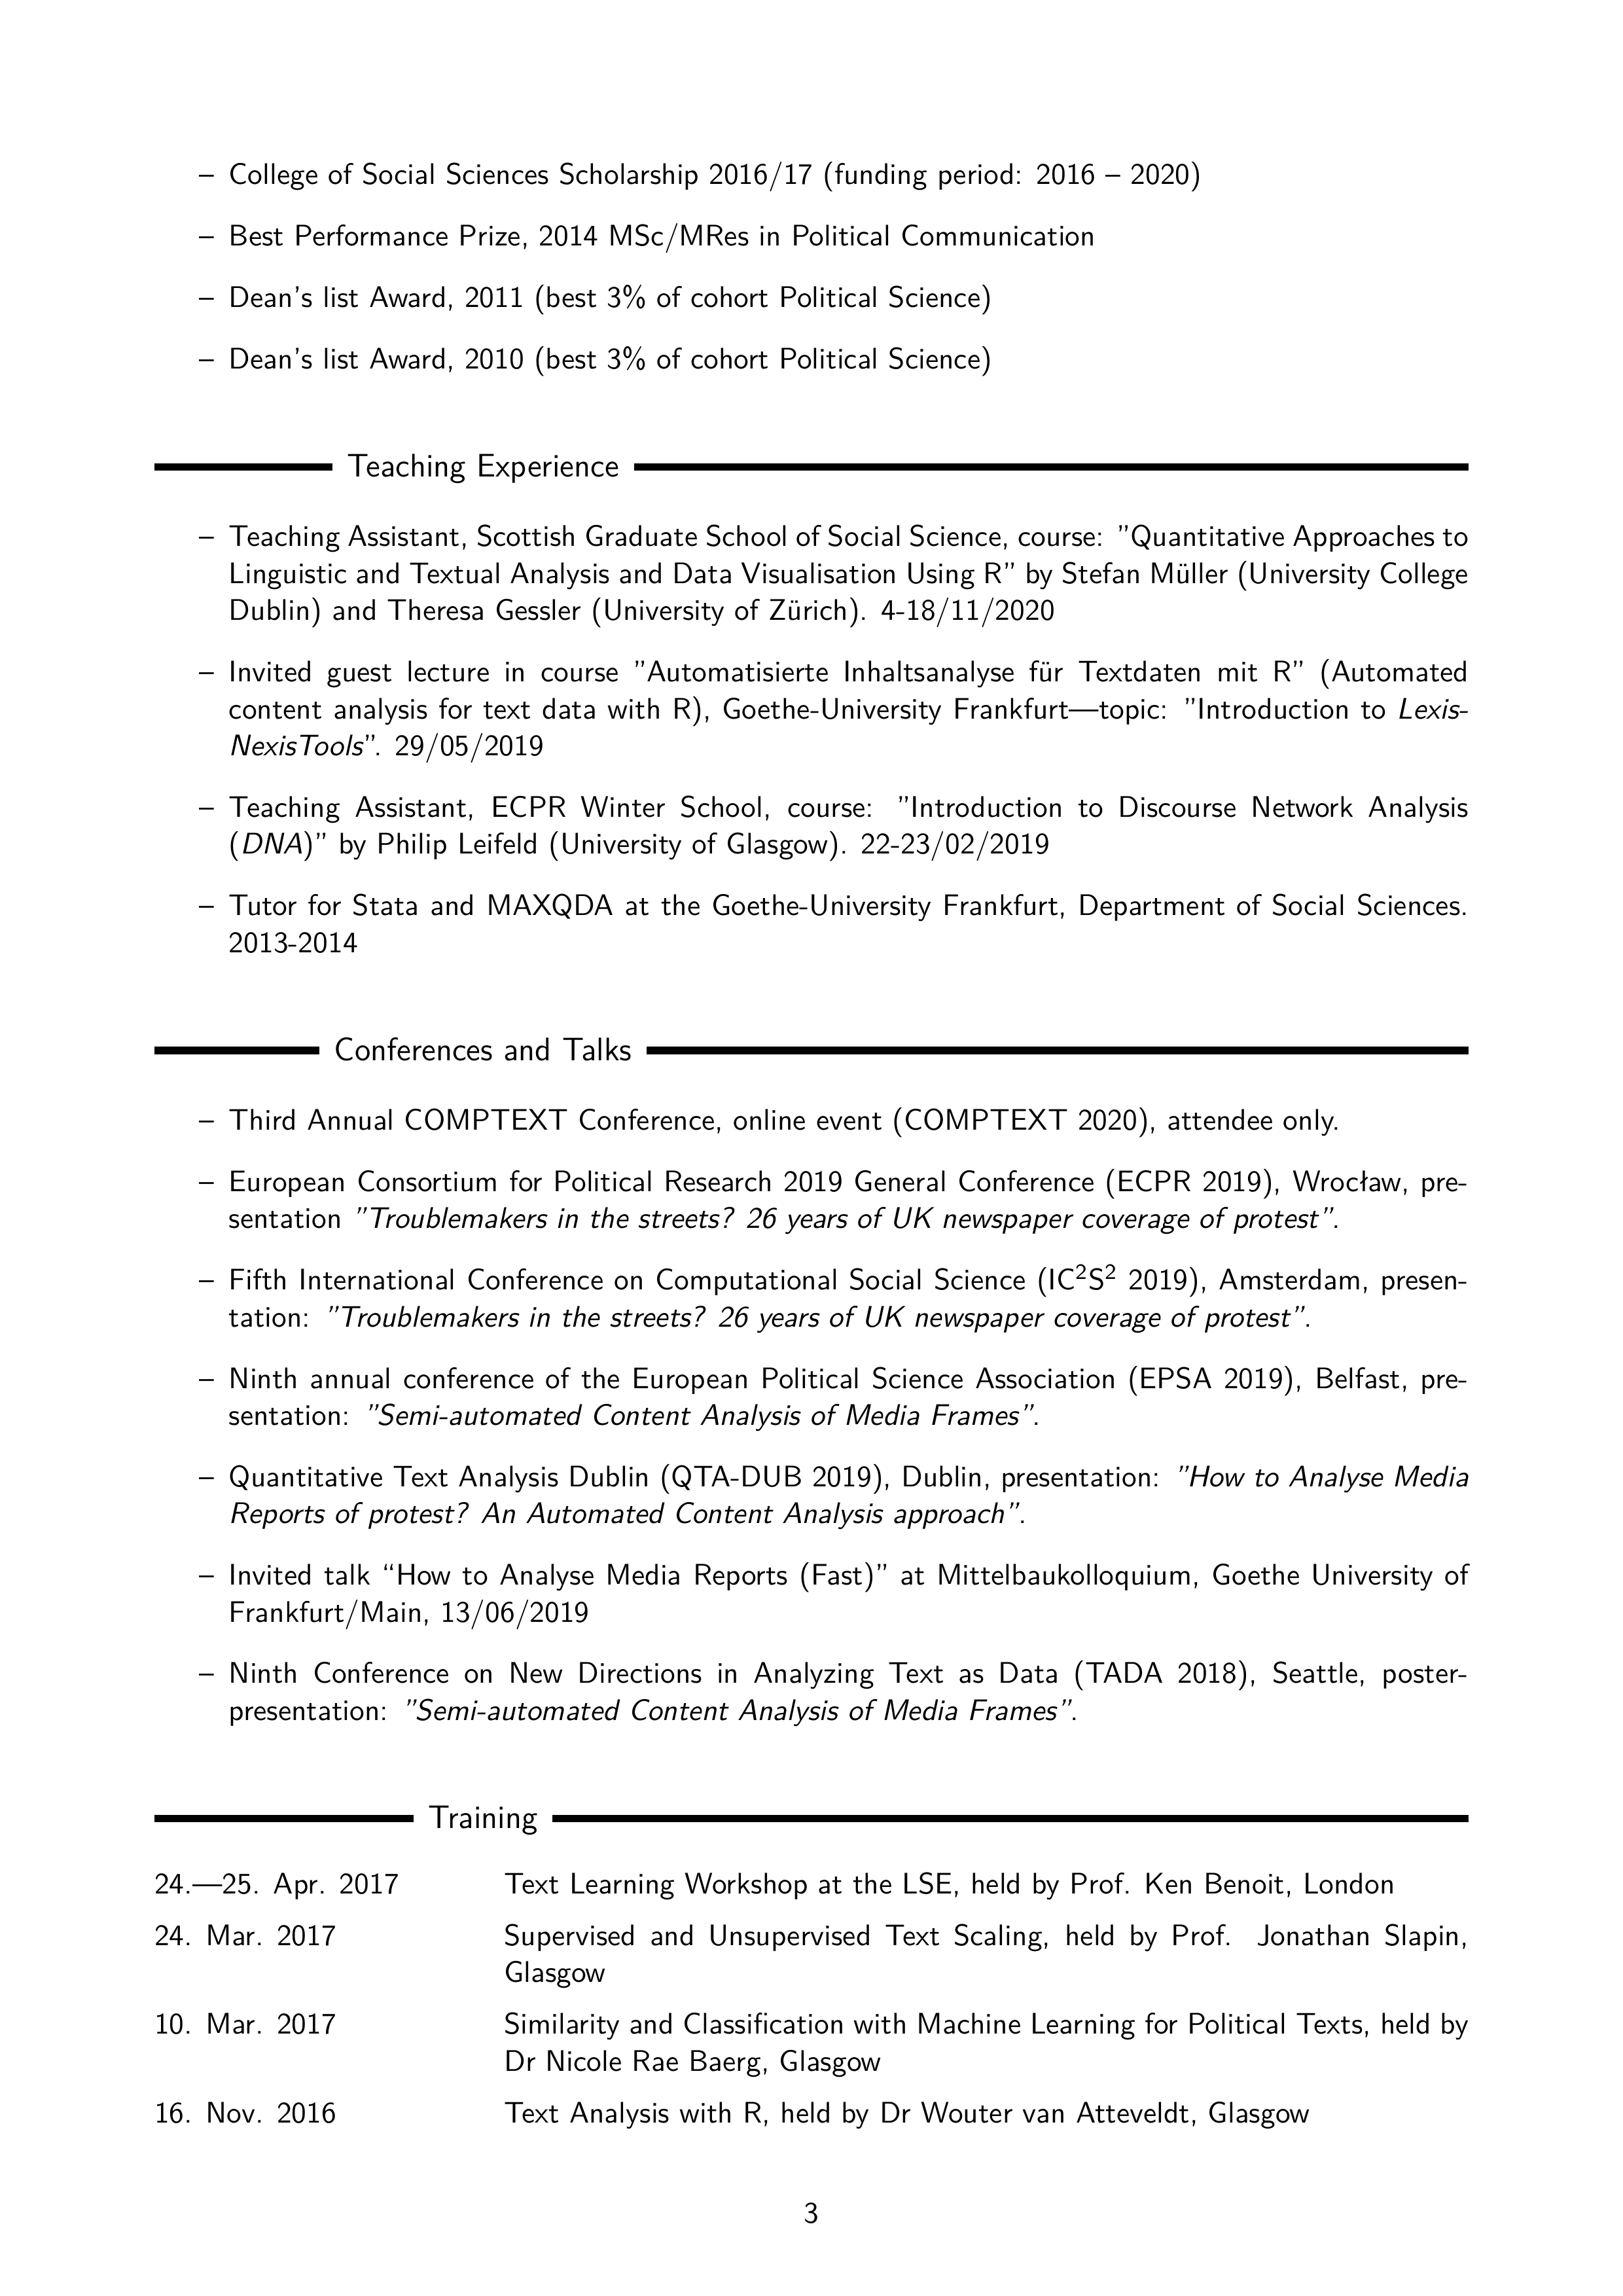 – College of Social Sciences Scholarship 2016/17 (funding period: 2016 – 2020)
– Best Performance Prize, 2014 MSc/MRes in Political Communication
– Dean’s list Award, 2011 (best 3% of cohort Political Science)
– Dean’s list Award, 2010 (best 3% of cohort Political Science)
Teaching Experience
– Teaching Assistant, Scottish Graduate School of Social Science, course: ”Quantitative Approaches to
Linguistic and Textual Analysis and Data Visualisation Using R” by Stefan Müller (University College
Dublin) and Theresa Gessler (University of Zürich). 4-18/11/2020
– Invited guest lecture in course ”Automatisierte Inhaltsanalyse für Textdaten mit R” (Automated
content analysis for text data with R), Goethe-University Frankfurt—topic: ”Introduction to Lexis-
NexisTools”. 29/05/2019
– Teaching Assistant, ECPR Winter School, course: ”Introduction to Discourse Network Analysis
(DNA)” by Philip Leifeld (University of Glasgow). 22-23/02/2019
– Tutor for Stata and MAXQDA at the Goethe-University Frankfurt, Department of Social Sciences.
2013-2014
Conferences and Talks
– Third Annual COMPTEXT Conference, online event (COMPTEXT 2020), attendee only.
– European Consortium for Political Research 2019 General Conference (ECPR 2019), Wrocław, pre-
sentation ”Troublemakers in the streets? 26 years of UK newspaper coverage of protest”.
– Fifth International Conference on Computational Social Science (IC²S² 2019), Amsterdam, presen-
tation: ”Troublemakers in the streets? 26 years of UK newspaper coverage of protest”.
– Ninth annual conference of the European Political Science Association (EPSA 2019), Belfast, pre-
sentation: ”Semi-automated Content Analysis of Media Frames”.
– Quantitative Text Analysis Dublin (QTA-DUB 2019), Dublin, presentation: ”How to Analyse Media
Reports of protest? An Automated Content Analysis approach”.
– Invited talk “How to Analyse Media Reports (Fast)” at Mittelbaukolloquium, Goethe University of
Frankfurt/Main, 13/06/2019
– Ninth Conference on New Directions in Analyzing Text as Data (TADA 2018), Seattle, poster-
presentation: ”Semi-automated Content Analysis of Media Frames”.
Training
24.—25. Apr. 2017 Text Learning Workshop at the LSE, held by Prof. Ken Benoit, London
24. Mar. 2017 Supervised and Unsupervised Text Scaling, held by Prof. Jonathan Slapin,
Glasgow
10. Mar. 2017 Similarity and Classification with Machine Learning for Political Texts, held by
Dr Nicole Rae Baerg, Glasgow
16. Nov. 2016 Text Analysis with R, held by Dr Wouter van Atteveldt, Glasgow
3